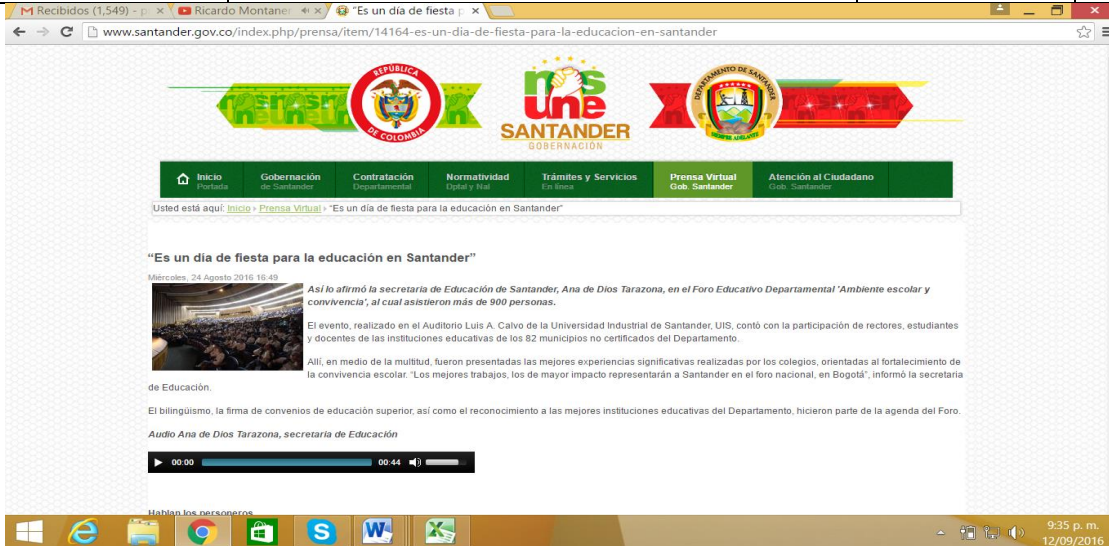 Recibidos (1,549) - p
Ricardo Montaner
"Es un día de fiesta p
www.santander.gov.co/index.php/prensa/item/14164-es-un-dia-de-fiesta-para-la-educacion-en-santander
REPÚBLICA
DE COLOMBIA
nos
une
SANTANDER
GOBERNACIÓN
DEPARTAMENTO DE SANTANDER
SIEMPRE ADELANTE
Inicio
Portada
Gobernación
de Santander
Contratación
Departamental
Normatividad
Dptal y Nal
Trámites y Servicios
En línea
Prensa Virtual
Gob. Santander
Atención al Ciudadano
Gob. Santander
Usted está aquí: Inicio › Prensa Virtual › "Es un día de fiesta para la educación en Santander"
"Es un día de fiesta para la educación en Santander"
Miércoles, 24 Agosto 2016 16:49
Así lo afirmó la secretaria de Educación de Santander, Ana de Dios Tarazona, en el Foro Educativo Departamental 'Ambiente escolar y
convivencia', al cual asistieron más de 900 personas.
El evento, realizado en el Auditorio Luis A. Calvo de la Universidad Industrial de Santander, UIS, contó con la participación de rectores, estudiantes
y docentes de las instituciones educativas de los 82 municipios no certificados del Departamento.
Allí, en medio de la multitud, fueron presentadas las mejores experiencias significativas realizadas por los colegios, orientadas al fortalecimiento de
la convivencia escolar. "Los mejores trabajos, los de mayor impacto representarán a Santander en el foro nacional, en Bogotá", informó la secretaria
de Educación.
El bilingüismo, la firma de convenios de educación superior, así como el reconocimiento a las mejores instituciones educativas del Departamento, hicieron parte de la agenda del Foro.
Audio Ana de Dios Tarazona, secretaria de Educación
00:00
00:44
Hablan los personeros
9:35 p. m.
12/09/2016